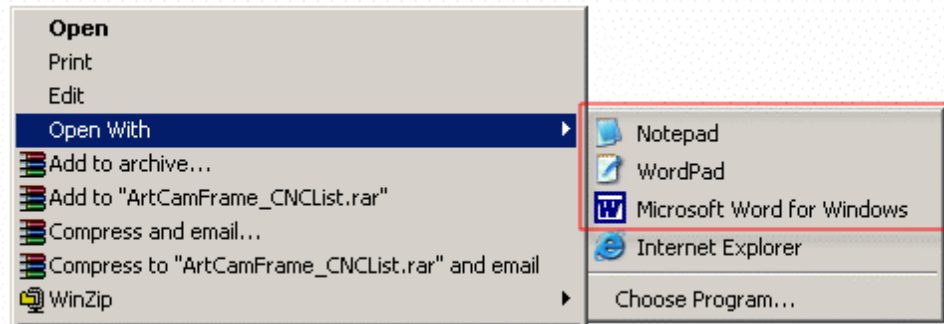 Open
Print
Edit
Open With
Add to archive...
Add to "ArtCamFrame_CNCList.rar"
Compress and email...
Compress to "ArtCamFrame_CNCList.rar" and email
WinZip
Notepad
WordPad
Microsoft Word for Windows
Internet Explorer
Choose Program...